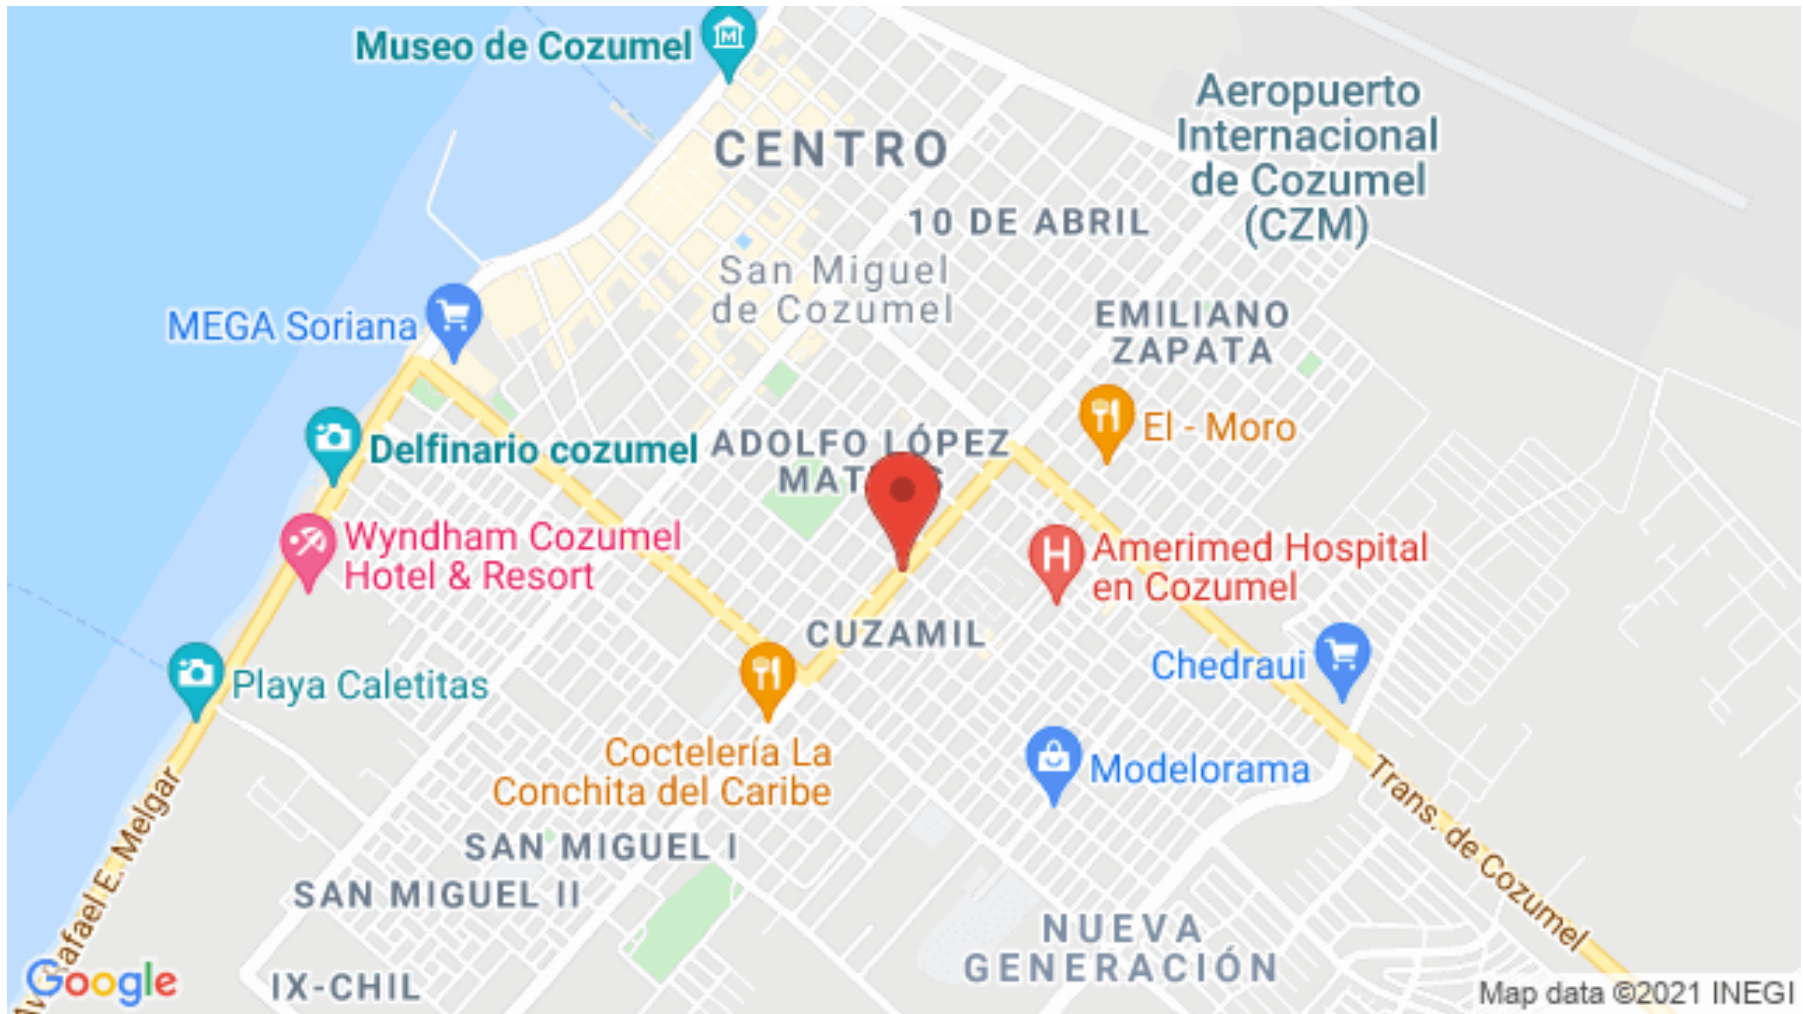 Museo de Cozumel
CENTRO
Aeropuerto
Internacional
de Cozumel
(CZM)
10 DE ABRIL
San Miguel
de Cozumel
MEGA Soriana
EMILIANO
ZAPATA
El - Moro
Delfinario cozumel
ADOLFO LÓPEZ
Wyndham Cozumel
Hotel & Resort
Amerimed Hospital
en Cozumel
CUZAMIL
Chedraui
Playa Caletitas
Coctelería La
Conchita del Caribe
Modelorama
Trans. de Cozumel
E. Melgar
SAN MIGUEL I
SAN MIGUEL II
NUEVA
GENERACIÓN
IX-CHIL
Google
Map data ©2021 INEGI